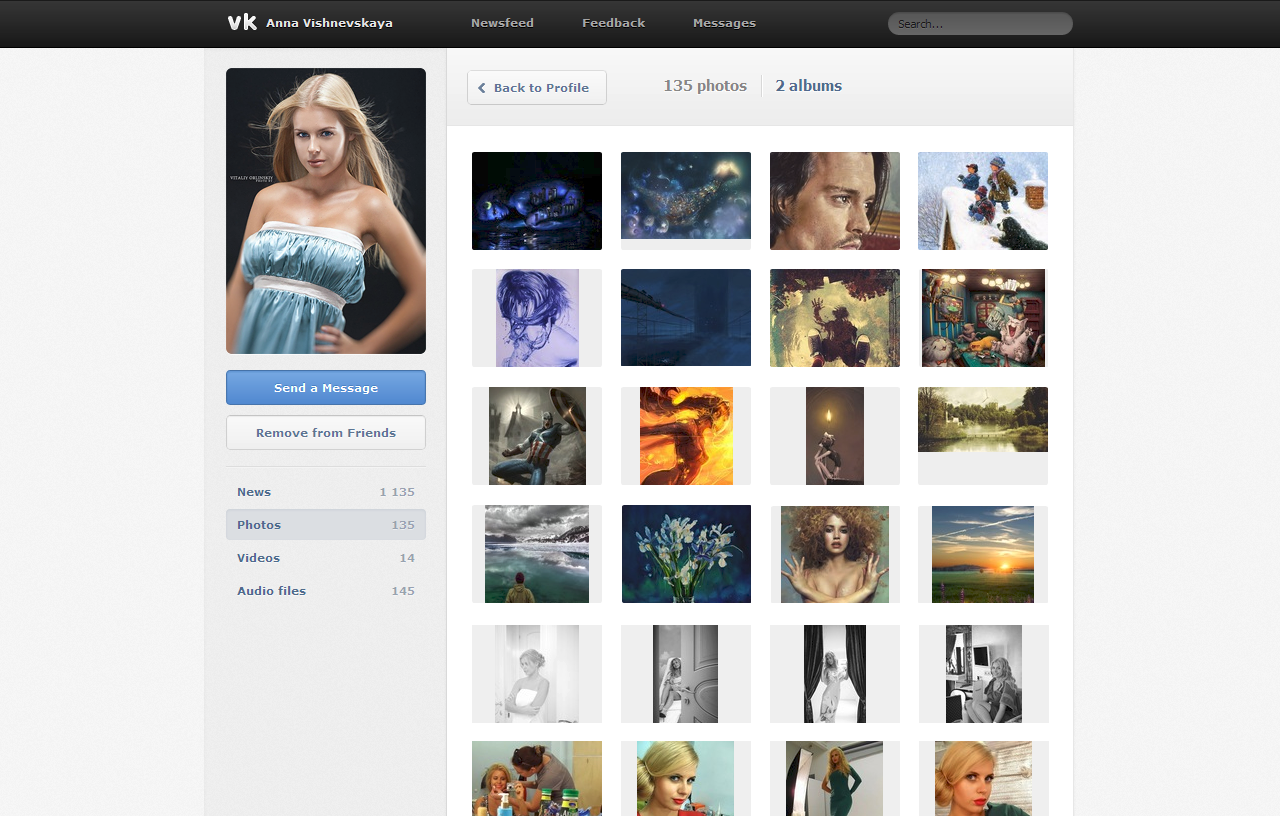 vk Anna Vishnevskaya Newsfeed Feedback Messages Search...
Back to Profile 135 photos 2 albums
VITALIY OBLINSKIY
Send a Message
Remove from Friends
News 1 135
Photos 135
Videos 14
Audio files 145